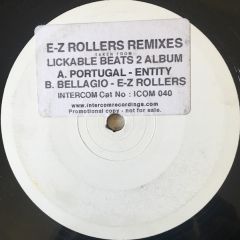 E-Z ROLLERS REMIXES
TAKEN FROM
LICKABLE BEATS 2 ALBUM
A. PORTUGAL - ENTITY
B. BELLAGIO - E-Z ROLLERS
INTERCOM Cat No : ICOM 040
www.intercomrecordings.com
Promotional copy - not for sale.